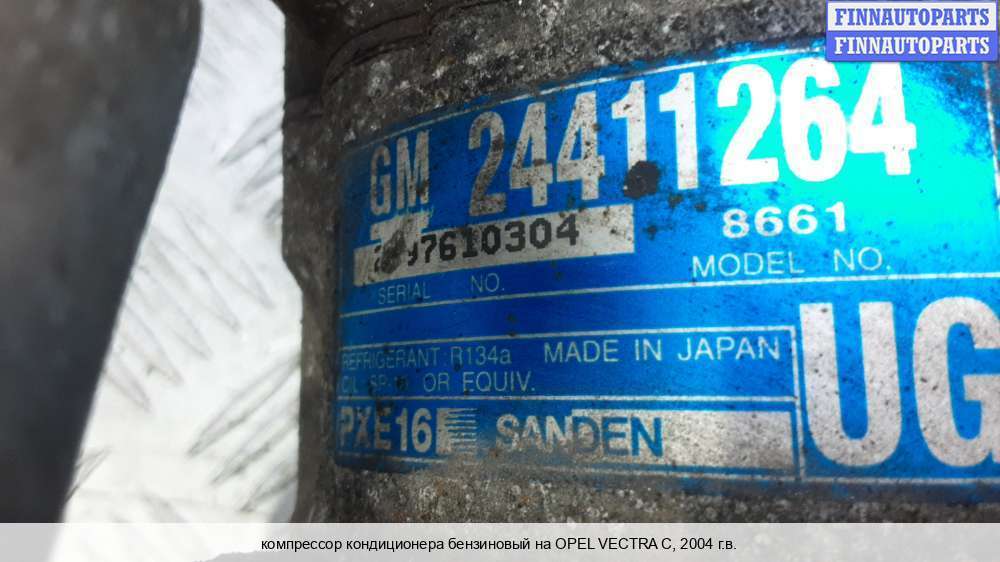 FINNAUTOPARTS
FINNAUTOPARTS
GM 24411264
97610304 8661
SERIAL NO. MODEL NO.
REFRIGERANT R134a MADE IN JAPAN
OR EQUIV.
PXE16 SANDEN UG
компрессор кондиционера бензиновый на OPEL VECTRA C, 2004 г.в.